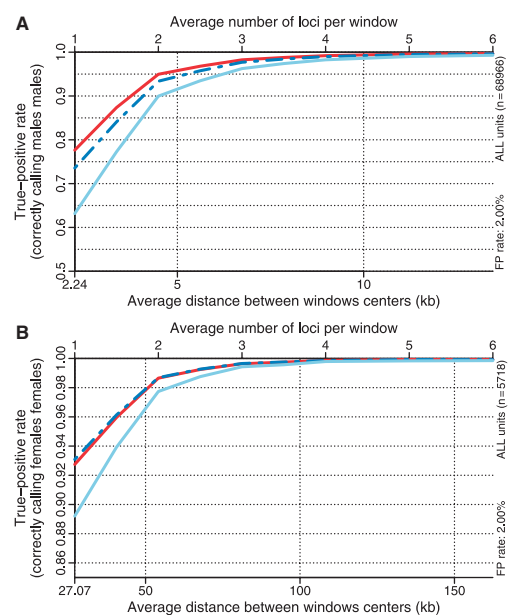 A
Average number of loci per window
1 2 3 4 5 6
True−positive rate
(correctly calling males males)
0.5 0.6 0.7 0.8 0.9 1.0
ALL units (n=68966)
FP rate: 2.00%
2.24 5 10
Average distance between windows centers (kb)
B
Average number of loci per window
1 2 3 4 5 6
True−positive rate
(correctly calling females females)
0.86 0.88 0.90 0.92 0.94 0.96 0.98 1.00
ALL units (n=5718)
FP rate: 2.00%
27.07 50 100 150
Average distance between windows centers (kb)